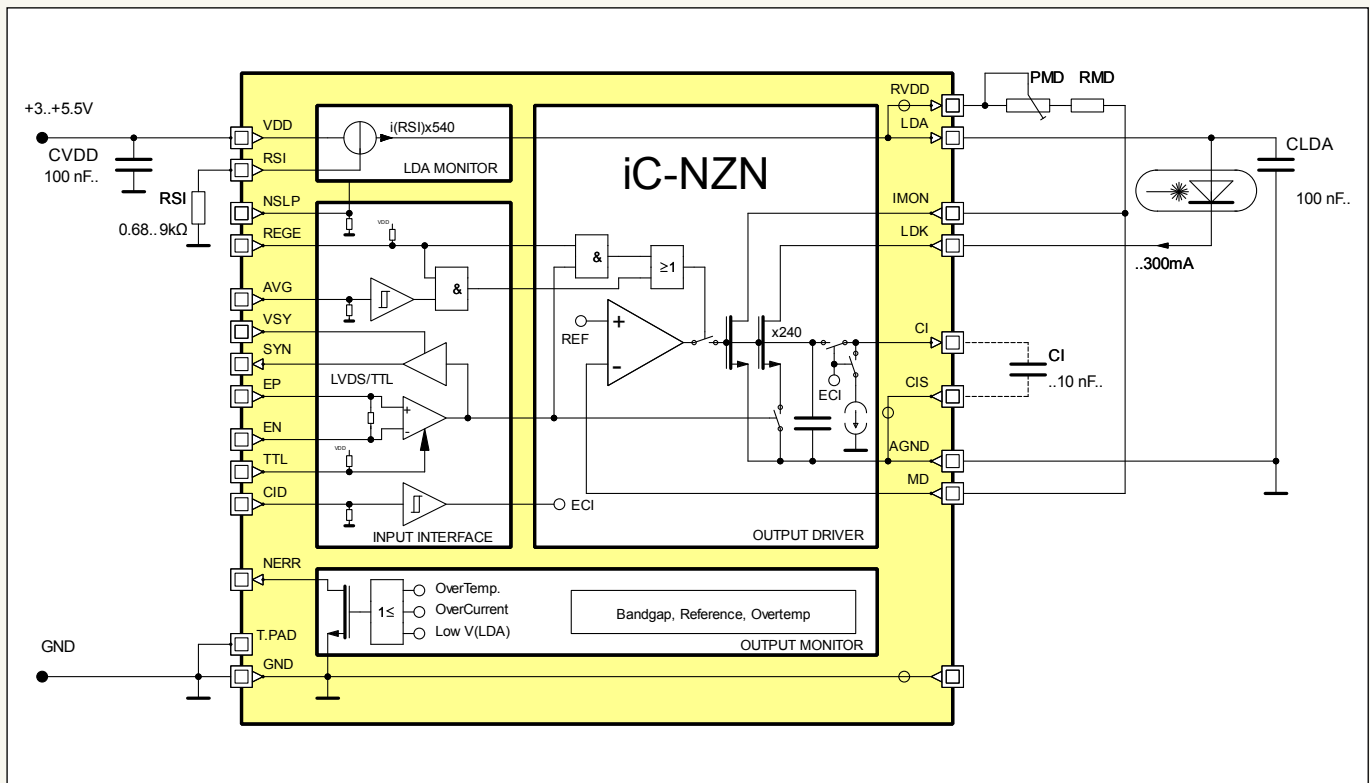 +3..+5.5V
CVDD
100 nF..
RSI
0.68..9kΩ
GND
VDD
RSI
NSLP
REGE
AVG
VSY
SYN
EP
EN
TTL
CID
NERR
T.PAD
GND
i(RSI)x540
LDA MONITOR
VDD
&
LVDS/TTL
+
-
VDD
INPUT INTERFACE
ECI
iC-NZN
&
≥1
REF
+
-
x240
ECI
OUTPUT DRIVER
1≤
OverTemp.
OverCurrent
Low V(LDA)
Bandgap, Reference, Overtemp
OUTPUT MONITOR
RVDD
LDA
IMON
LDK
CI
CIS
AGND
MD
PMD
RMD
CLDA
100 nF..
..300mA
CI
..10 nF..